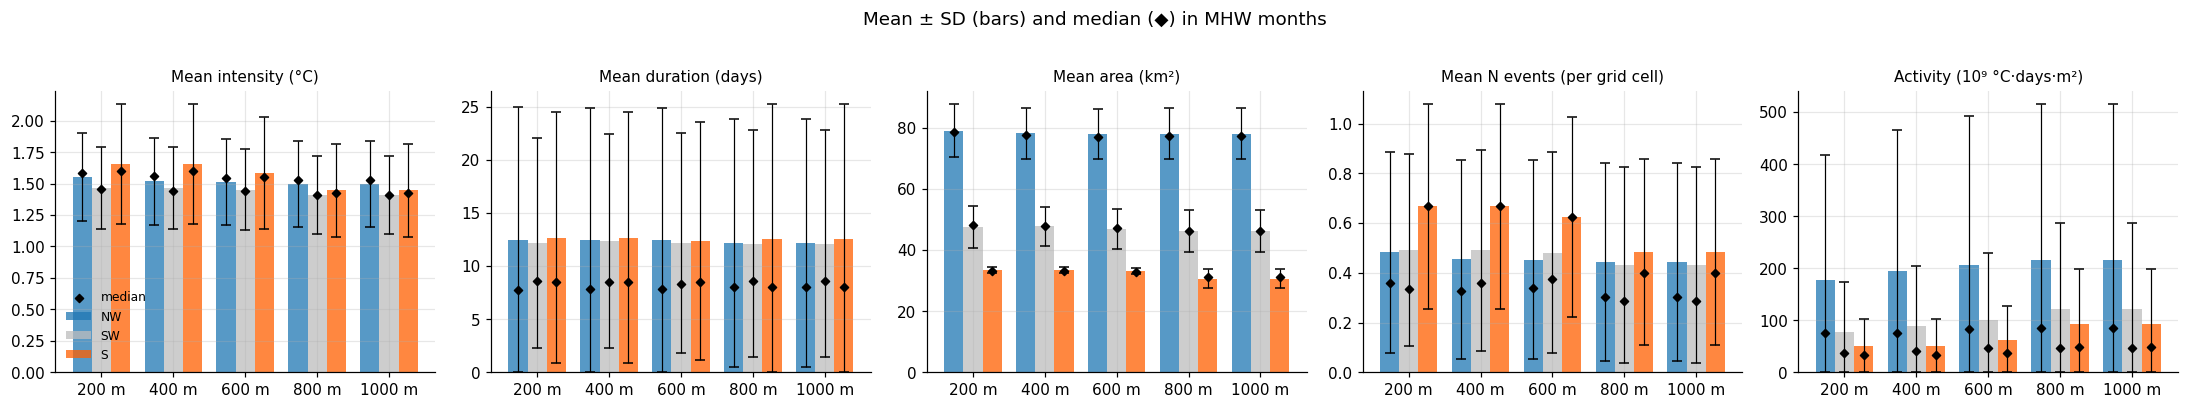 Mean ± SD (bars) and median (◆) in MHW months
Mean intensity (°C)
2.00
1.75
1.50
1.25
1.00
0.75
0.50
0.25
0.00
median
NW
SW
S
200 m 400 m 600 m 800 m 1000 m
Mean duration (days)
25
20
15
10
5
0
200 m 400 m 600 m 800 m 1000 m
Mean area (km²)
80
60
40
20
0
200 m 400 m 600 m 800 m 1000 m
Mean N events (per grid cell)
1.0
0.8
0.6
0.4
0.2
0.0
200 m 400 m 600 m 800 m 1000 m
Activity (10⁹ °C·days·m²)
500
400
300
200
100
0
200 m 400 m 600 m 800 m 1000 m